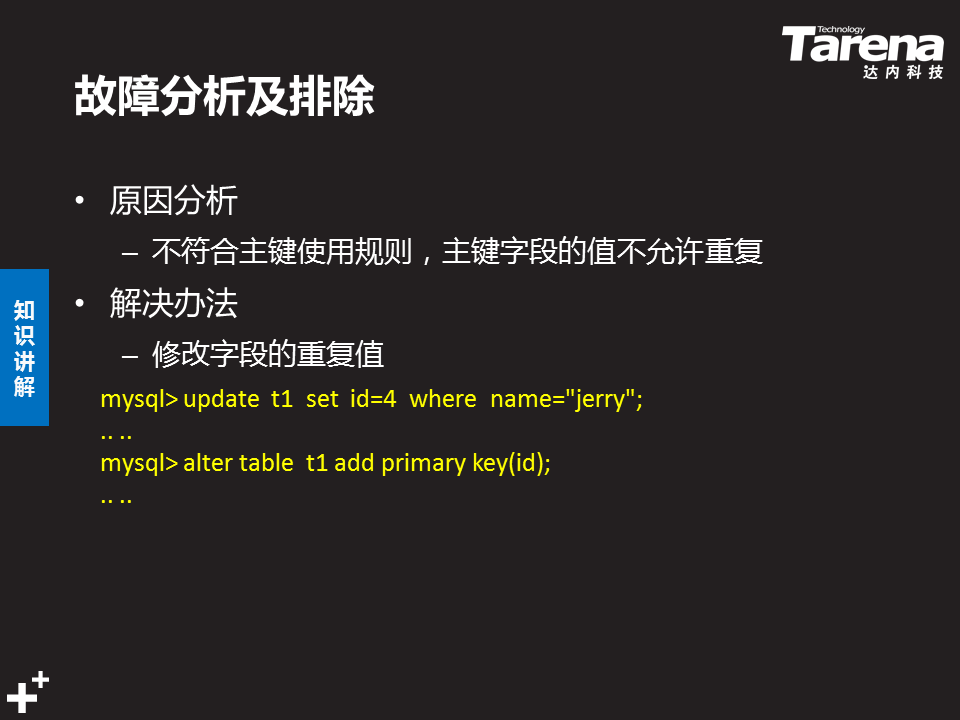 Technology
Tarena
达内科技
故障分析及排除
• 原因分析
– 不符合主键使用规则，主键字段的值不允许重复
• 解决办法
– 修改字段的重复值
知识讲解
mysql> update t1 set id=4 where name="jerry";
.. ..
mysql> alter table t1 add primary key(id);
.. ..